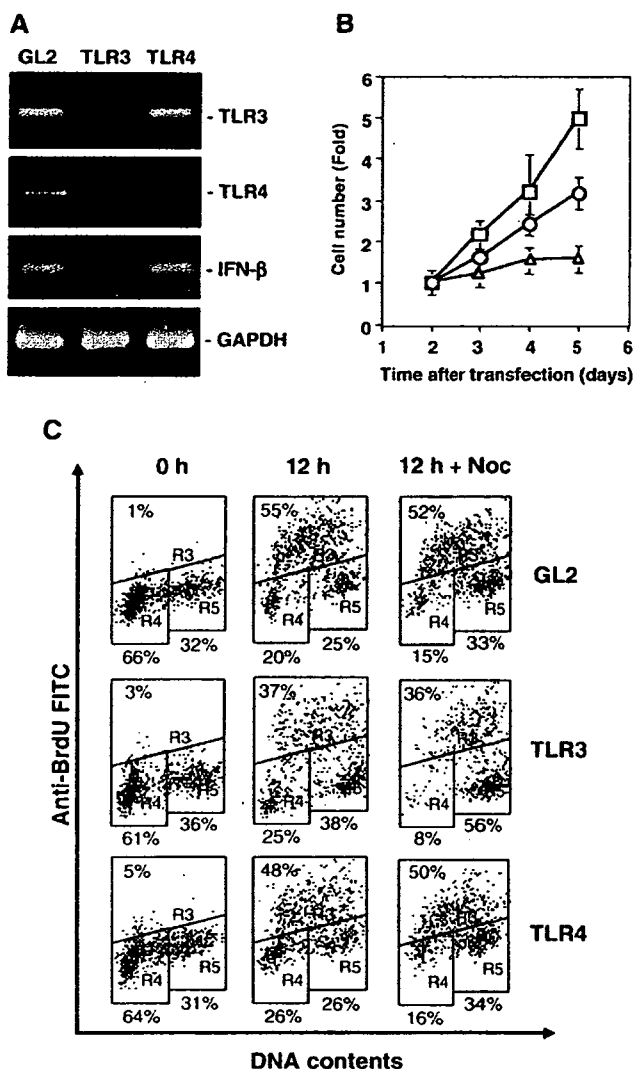 A
GL2 TLR3 TLR4
- TLR3
- TLR4
- IFN-β
- GAPDH
B
Cell number (Fold)
6
5
4
3
2
1
0
1 2 3 4 5 6
Time after transfection (days)
C
0 h 12 h 12 h + Noc
Anti-BrdU FITC
1% 55% 52%
R3
R4 R5 R4 R5 R4 R5
GL2
66% 32% 20% 25% 15% 33%
3% 37% 36%
R3 R3 R3
R4 R5 R4 R4
TLR3
61% 36% 25% 38% 8% 56%
5% 48% 50%
R3 R3 R3
R4 R5 R4 R5 R4 R5
TLR4
64% 31% 26% 26% 16% 34%
DNA contents